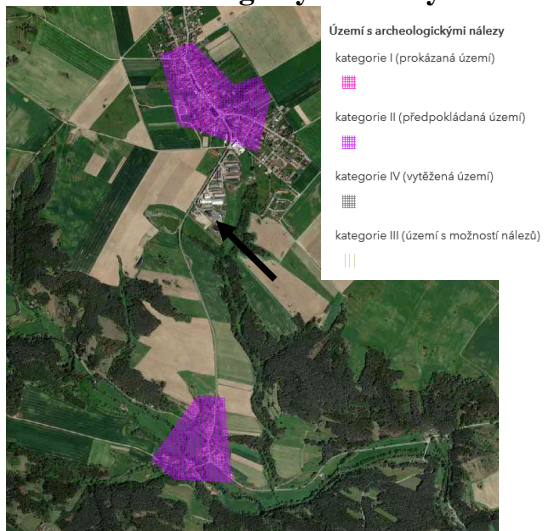 Území s archeologickými nálezy
kategorie I (prokázaná území)
kategorie II (předpokládaná území)
kategorie IV (vytěžená území)
kategorie III (území s možností nálezů)